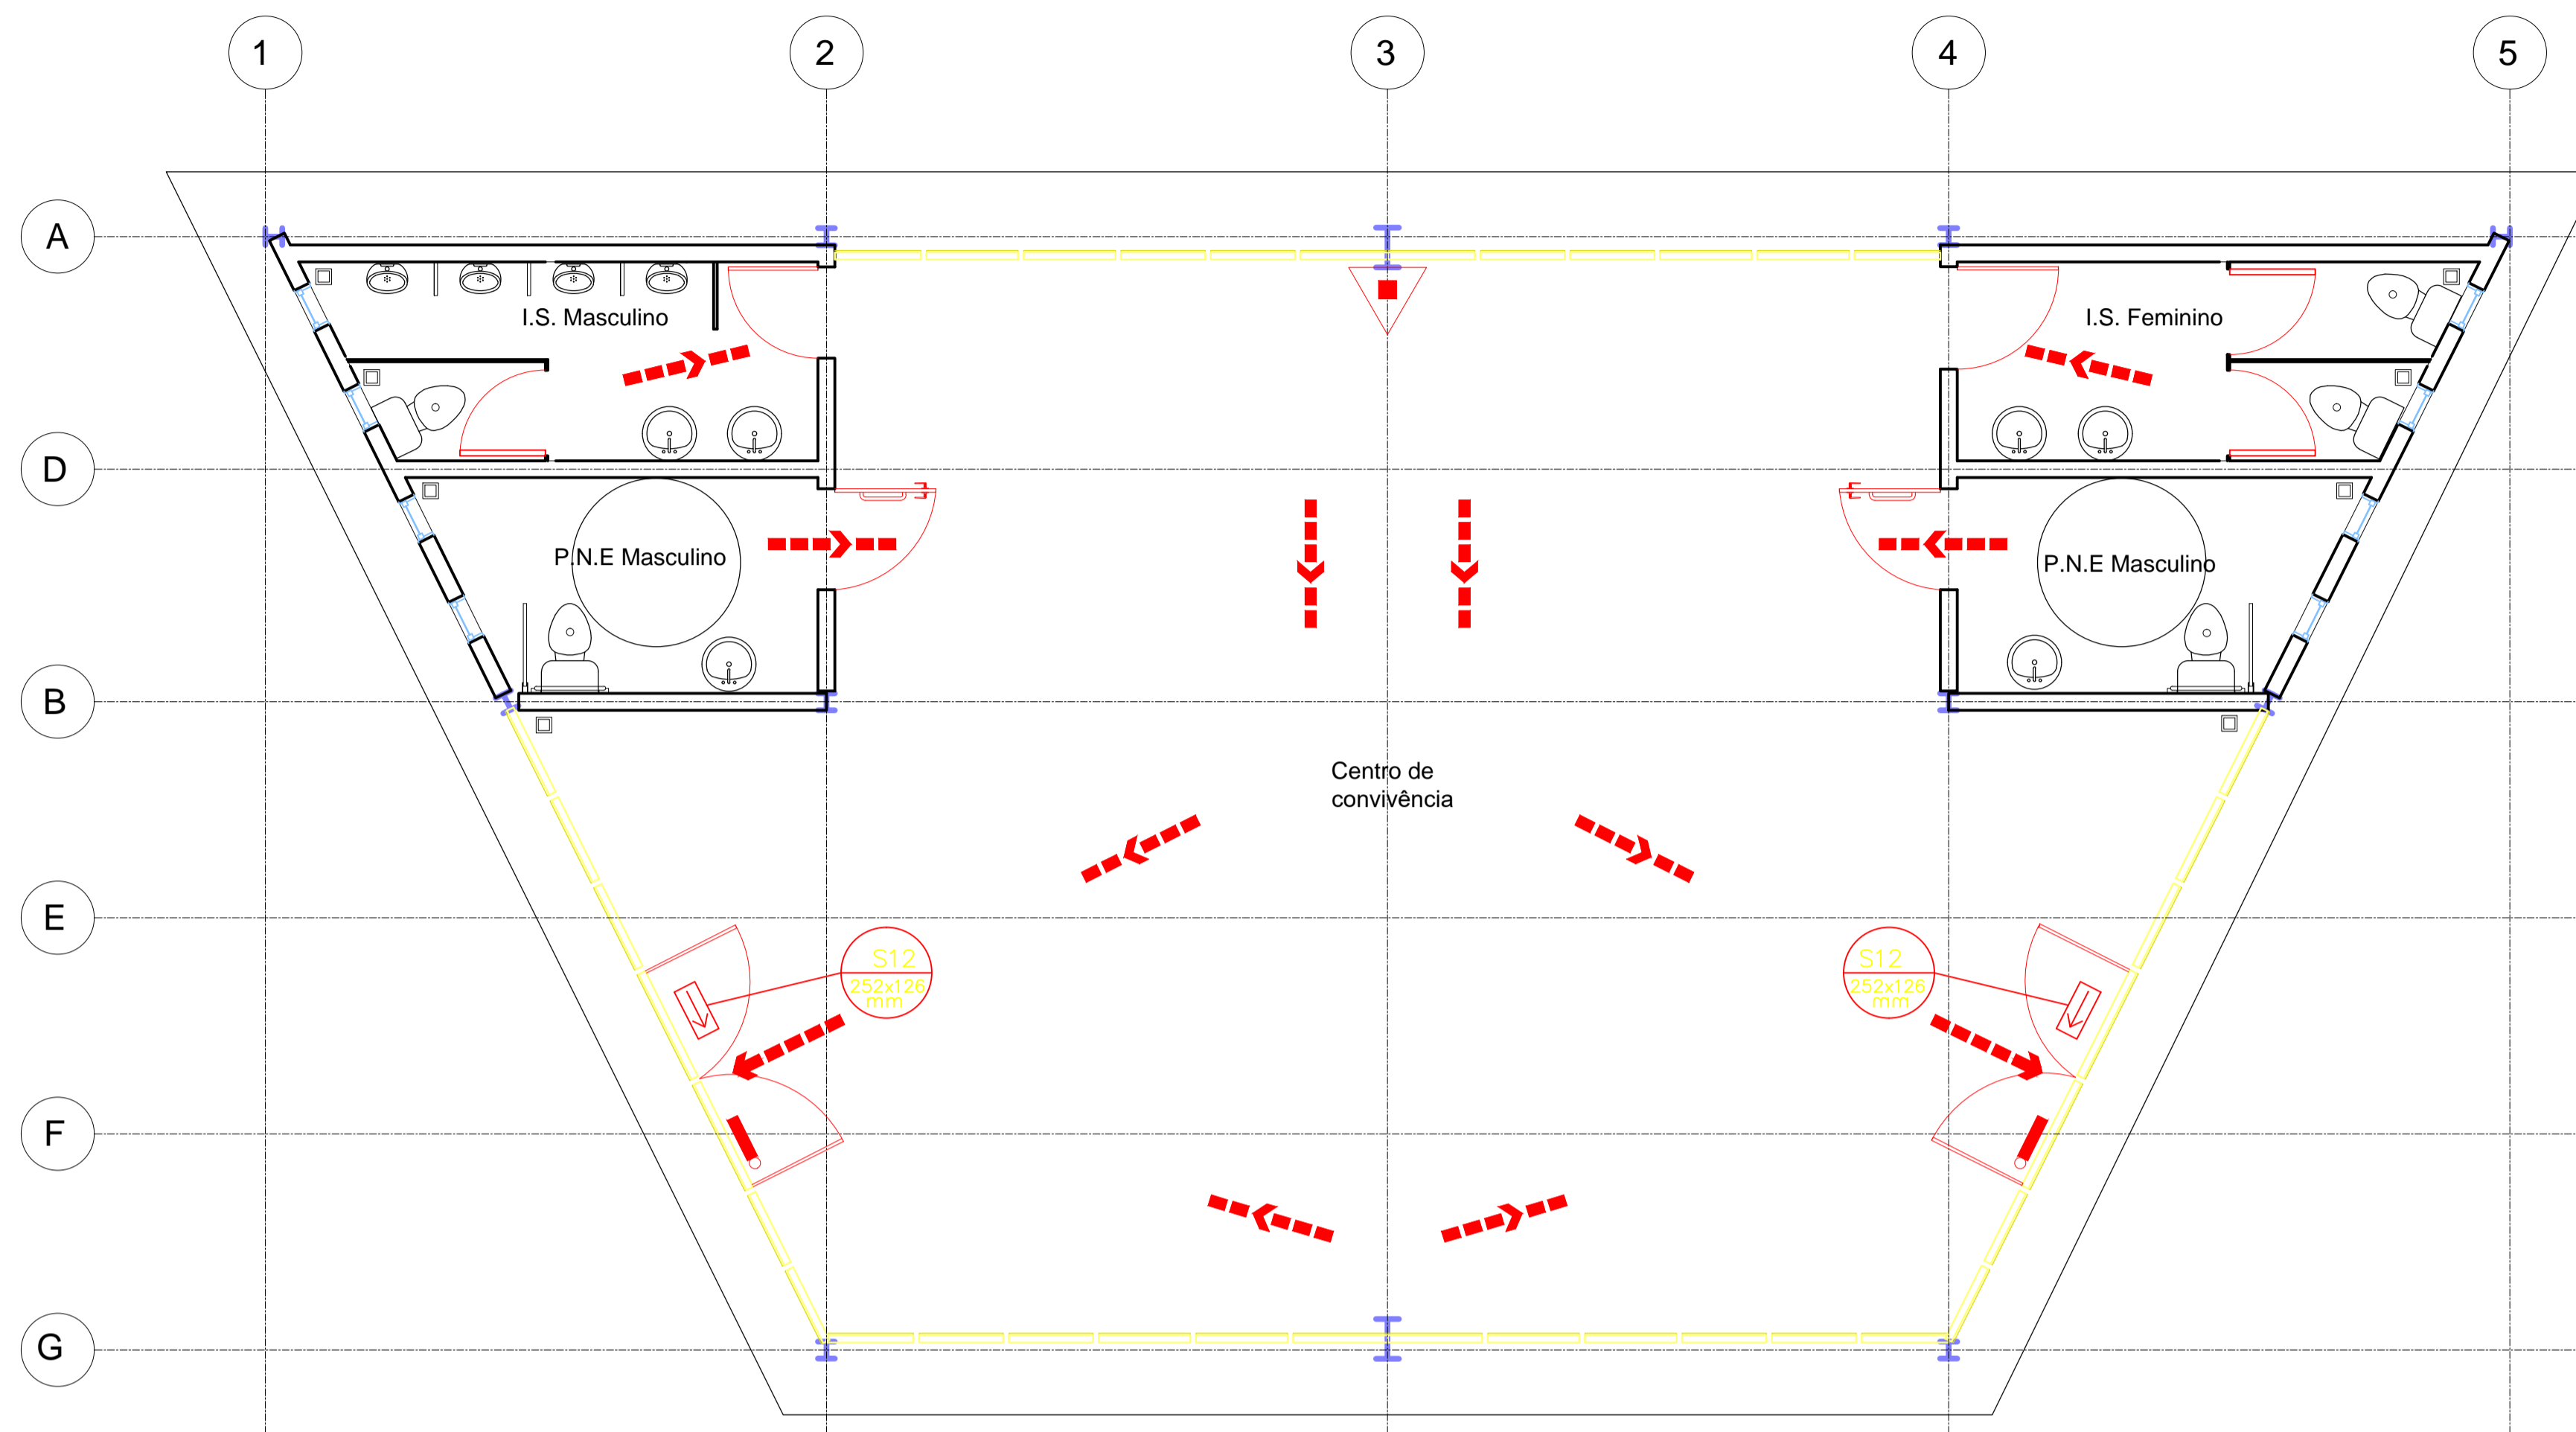 1
2
3
4
5
A
I.S. Masculino
I.S. Feminino
D
P.N.E Masculino
P.N.E Masculino
B
Centro de
convivência
E
S12
252x126
mm
S12
252x126
mm
F
G